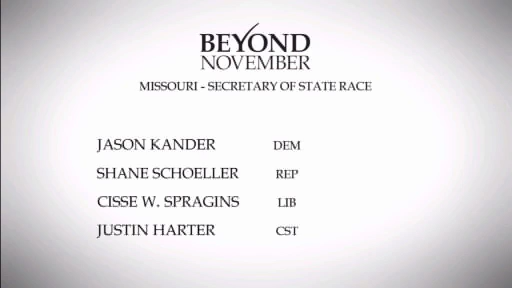 BEYOND
NOVEMBER
MISSOURI - SECRETARY OF STATE RACE
JASON KANDER DEM
SHANE SCHOELLER REP
CISSE W. SPRAGINS LIB
JUSTIN HARTER CST